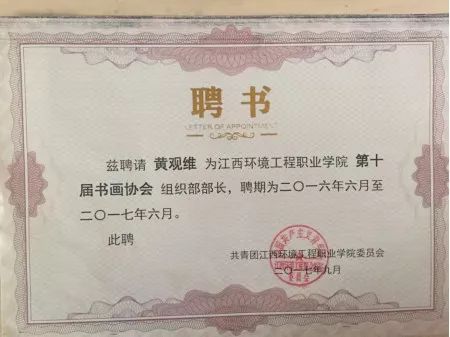 聘书
LETTER OF APPOINTMENT
兹聘请 黄观维 为江西环境工程职业学院 第十
届书画协会 组织部部长，聘期为二〇一六年六月至
二〇一七年六月。
此聘
共青团江西环境工程职业学院委员会
二〇一七年九月